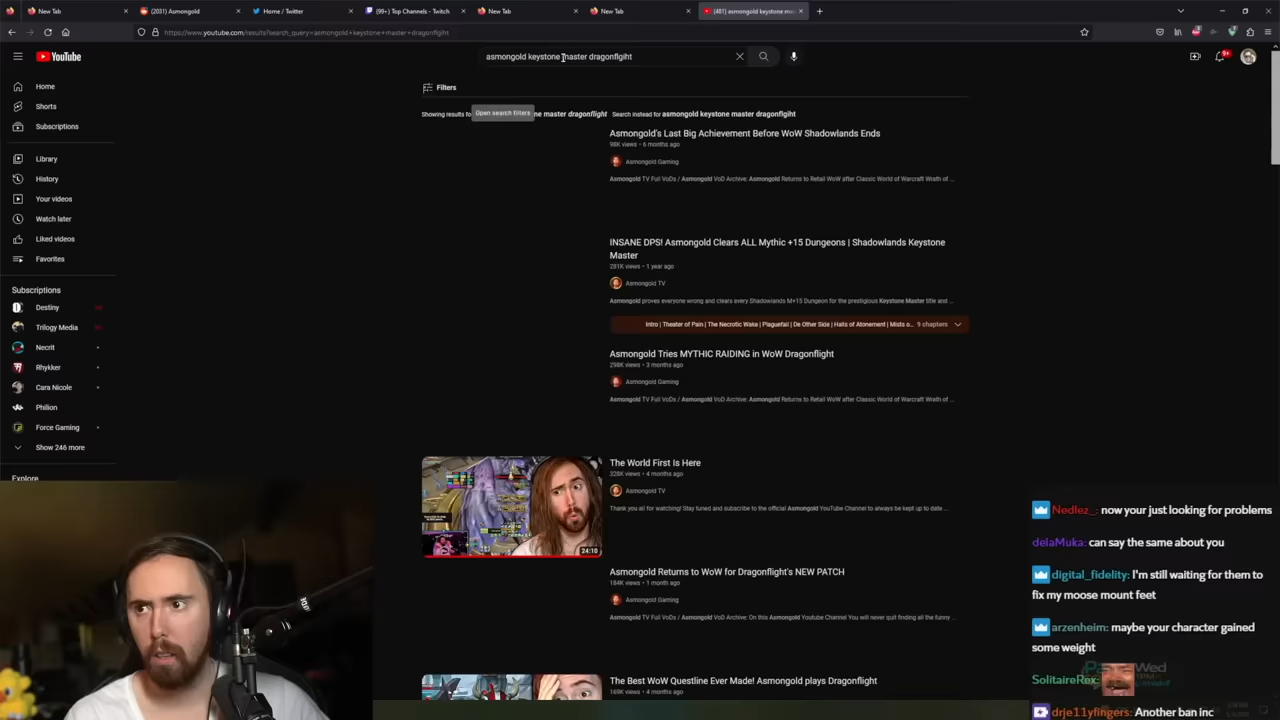 New Tab
(2031) Asmongold
Home / Twitter
(99+) Top Channels - Twitch
New Tab
New Tab
(481) asmongold keystone ma
https://www.youtube.com/results?search_query=asmongold+keystone+master+dragonflgiht
YouTube
asmongold keystone master dragonflgiht
9+
Home
Shorts
Subscriptions
Library
History
Your videos
Watch later
Liked videos
Favorites
Subscriptions
Destiny
Trilogy Media
Necrit
Rhykker
Cara Nicole
Philion
Force Gaming
Show 246 more
Explore
Filters
Open search filters
Showing results fo ne master dragonflight Search instead for asmongold keystone master dragonflgiht
Asmongold's Last Big Achievement Before WoW Shadowlands Ends
98K views • 6 months ago
Asmongold Gaming
Asmongold TV Full VoDs / Asmongold VoD Archive: Asmongold Returns to Retail WoW after Classic World of Warcraft Wrath of ...
INSANE DPS! Asmongold Clears ALL Mythic +15 Dungeons | Shadowlands Keystone
Master
281K views • 1 year ago
Asmongold TV
Asmongold proves everyone wrong and clears every Shadowlands M+15 Dungeon for the prestigious Keystone Master title and ...
Intro | Theater of Pain | The Necrotic Wake | Plaguefall | De Other Side | Halls of Atonement | Mists o... 9 chapters
Asmongold Tries MYTHIC RAIDING in WoW Dragonflight
298K views • 3 months ago
Asmongold Gaming
Asmongold TV Full VoDs / Asmongold VoD Archive: Asmongold Returns to Retail WoW after Classic World of Warcraft Wrath of ...
24:10
The World First Is Here
328K views • 4 months ago
Asmongold TV
Thank you all for watching! Stay tuned and subscribe to the official Asmongold YouTube Channel to always be kept up to date ...
Asmongold Returns to WoW for Dragonflight's NEW PATCH
184K views • 1 month ago
Asmongold Gaming
Asmongold TV Full VoDs / Asmongold VoD Archive: On this Asmongold Youtube Channel You will never quit finding all the funny ...
The Best WoW Questline Ever Made! Asmongold plays Dragonflight
169K views • 4 months ago
Nedlez_: now your just looking for problems
delaMuka: can say the same about you
digital_fidelity: I'm still waiting for them to
fix my moose mount feet
arzenheim: maybe your character gained
some weight
SolitaireRex:
drje11yfingers: Another ban inc